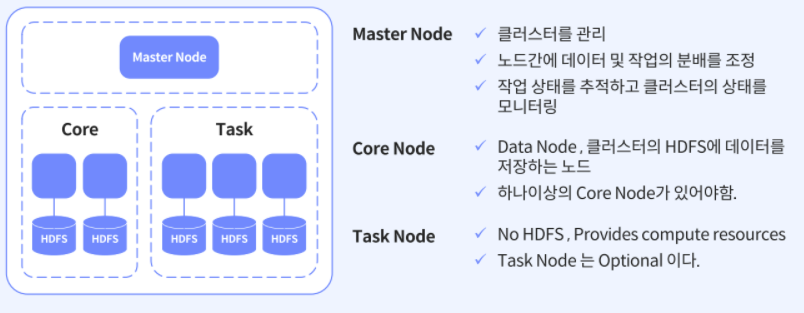 Master Node
Core
Task
HDFS
HDFS
HDFS
HDFS
HDFS
Master Node
클러스터를 관리
노드간에 데이터 및 작업의 분배를 조정
작업 상태를 추적하고 클러스터의 상태를
모니터링
Core Node
Data Node, 클러스터의 HDFS에 데이터를
저장하는 노드
하나이상의 Core Node가 있어야함.
Task Node
No HDFS, Provides compute resources
Task Node 는 Optional 이다.